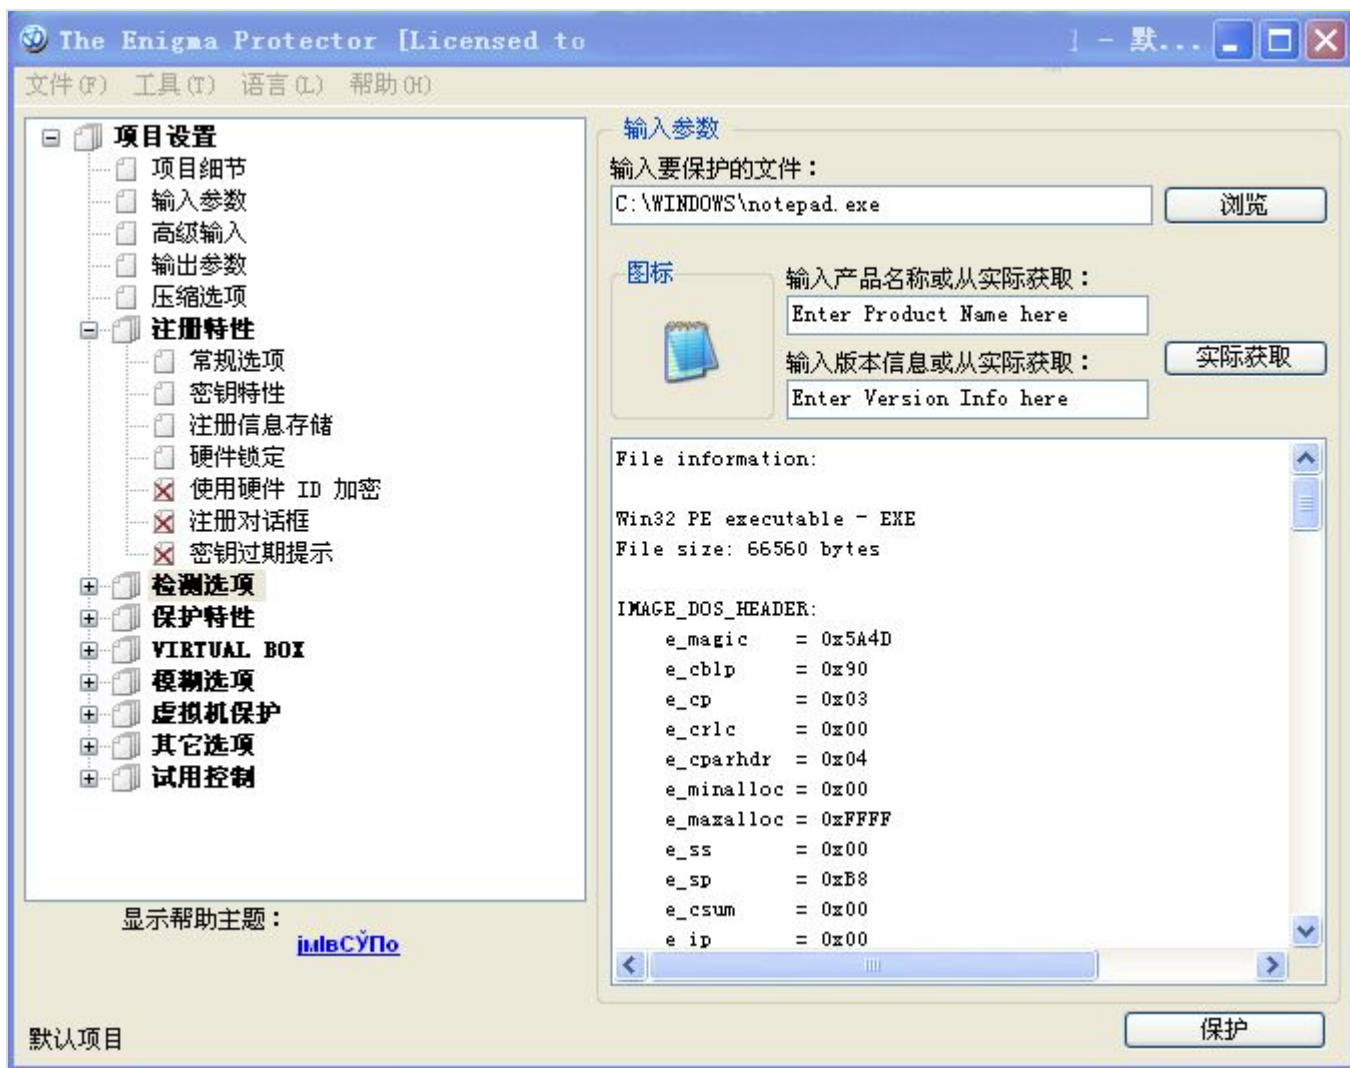 The Enigma Protector [Licensed to ] - 默...
文件(F) 工具(T) 语言(L) 帮助(H)
项目设置
项目细节
输入参数
高级输入
输出参数
压缩选项
注册特性
常规选项
密钥特性
注册信息存储
硬件锁定
使用硬件 ID 加密
注册对话框
密钥过期提示
检测选项
保护特性
VIRTUAL BOX
模糊选项
虚拟机保护
其它选项
试用控制
显示帮助主题：
јмІвСЎПо
默认项目
输入参数
输入要保护的文件：
C:\WINDOWS\notepad.exe
浏览
图标
输入产品名称或从实际获取：
Enter Product Name here
输入版本信息或从实际获取：
实际获取
Enter Version Info here
File information:
Win32 PE executable - EXE
File size: 66560 bytes
IMAGE_DOS_HEADER:
e_magic = 0x5A4D
e_cblp = 0x90
e_cp = 0x03
e_crlc = 0x00
e_cparhdr = 0x04
e_minalloc = 0x00
e_maxalloc = 0xFFFF
e_ss = 0x00
e_sp = 0xB8
e_csum = 0x00
e_ip = 0x00
保护